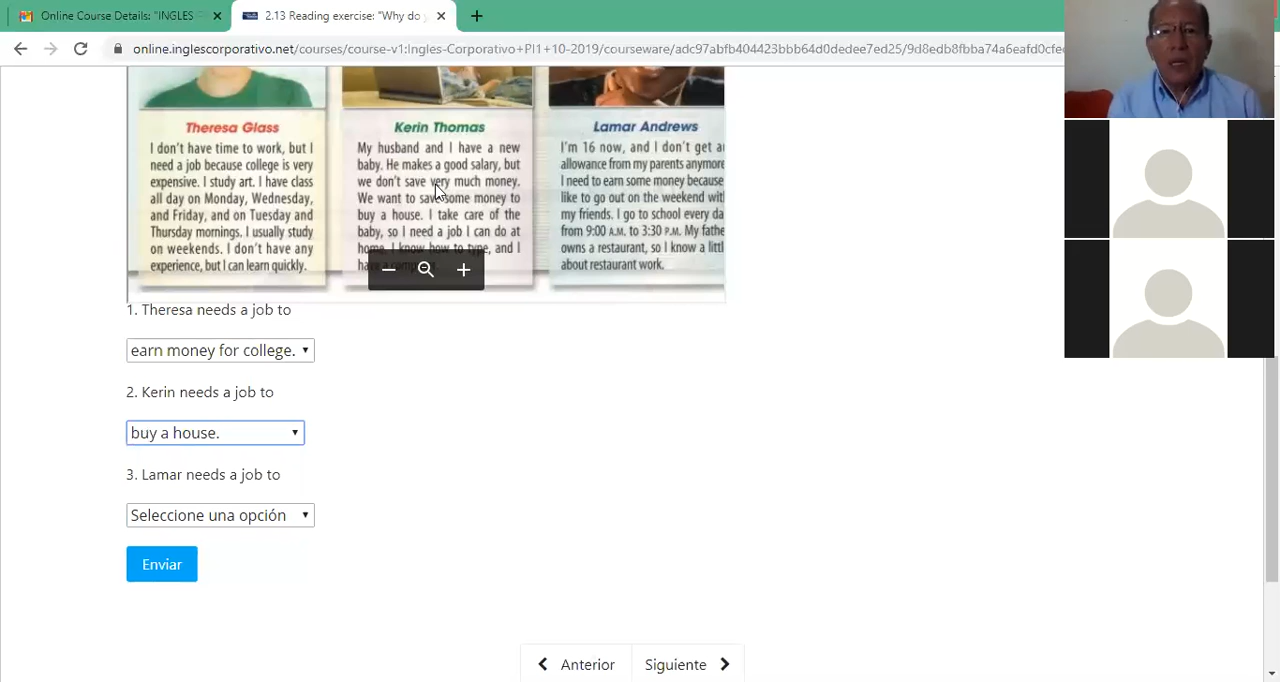 Online Course Details: "INGLES
2.13 Reading exercise: "Why do
online.inglescorporativo.net/courses/course-v1:Ingles-Corporativo+PI1+10-2019/courseware/adc97abfb404423bbb64d0dedee7ed25/9d8edb8fbba74a6eafd0cfec
Theresa Glass
I don't have time to work, but I
need a job because college is very
expensive. I study art. I have class
all day on Monday, Wednesday,
and Friday, and on Tuesday and
Thursday mornings. I usually study
on weekends. I don't have any
experience, but I can learn quickly.
Kerin Thomas
My husband and I have a new
baby. He makes a good salary, but
we don't save very much money.
We want to save some money to
buy a house. I take care of the
baby, so I need a job I can do at
home. I know how to type, and I
Lamar Andrews
I'm 16 now, and I don't get
allowance from my parents anymore
I need to earn some money because
like to go out on the weekend
my friends. I go to school every
from 9:00 A.M. to 3:30 P.M. My
owns a restaurant, so I know a
about restaurant work.
1. Theresa needs a job to
earn money for college.
2. Kerin needs a job to
buy a house.
3. Lamar needs a job to
Seleccione una opción
Enviar
Anterior
Siguiente